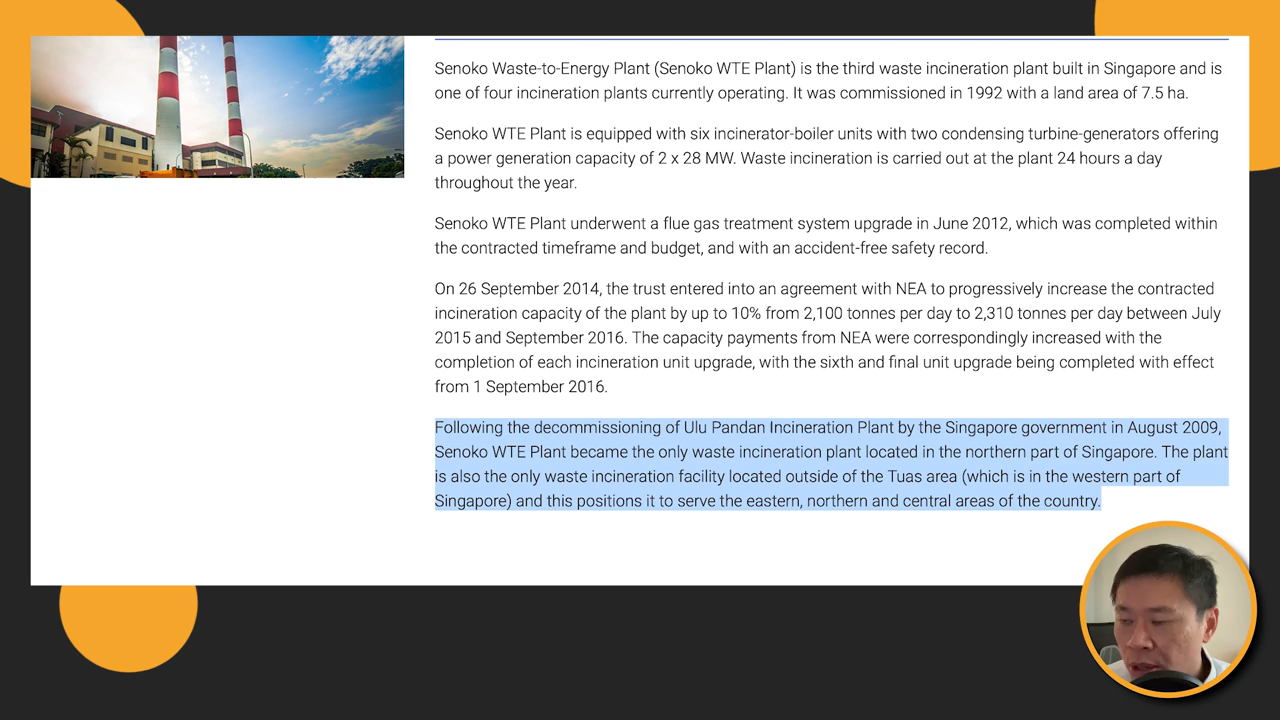 Senoko Waste-to-Energy Plant (Senoko WTE Plant) is the third waste incineration plant built in Singapore and is
one of four incineration plants currently operating. It was commissioned in 1992 with a land area of 7.5 ha.
Senoko WTE Plant is equipped with six incinerator-boiler units with two condensing turbine-generators offering
a power generation capacity of 2 x 28 MW. Waste incineration is carried out at the plant 24 hours a day
throughout the year.
Senoko WTE Plant underwent a flue gas treatment system upgrade in June 2012, which was completed within
the contracted timeframe and budget, and with an accident-free safety record.
On 26 September 2014, the trust entered into an agreement with NEA to progressively increase the contracted
incineration capacity of the plant by up to 10% from 2,100 tonnes per day to 2,310 tonnes per day between July
2015 and September 2016. The capacity payments from NEA were correspondingly increased with the
completion of each incineration unit upgrade, with the sixth and final unit upgrade being completed with effect
from 1 September 2016.
Following the decommissioning of Ulu Pandan Incineration Plant by the Singapore government in August 2009,
Senoko WTE Plant became the only waste incineration plant located in the northern part of Singapore. The plant
is also the only waste incineration facility located outside of the Tuas area (which is in the western part of
Singapore) and this positions it to serve the eastern, northern and central areas of the country.